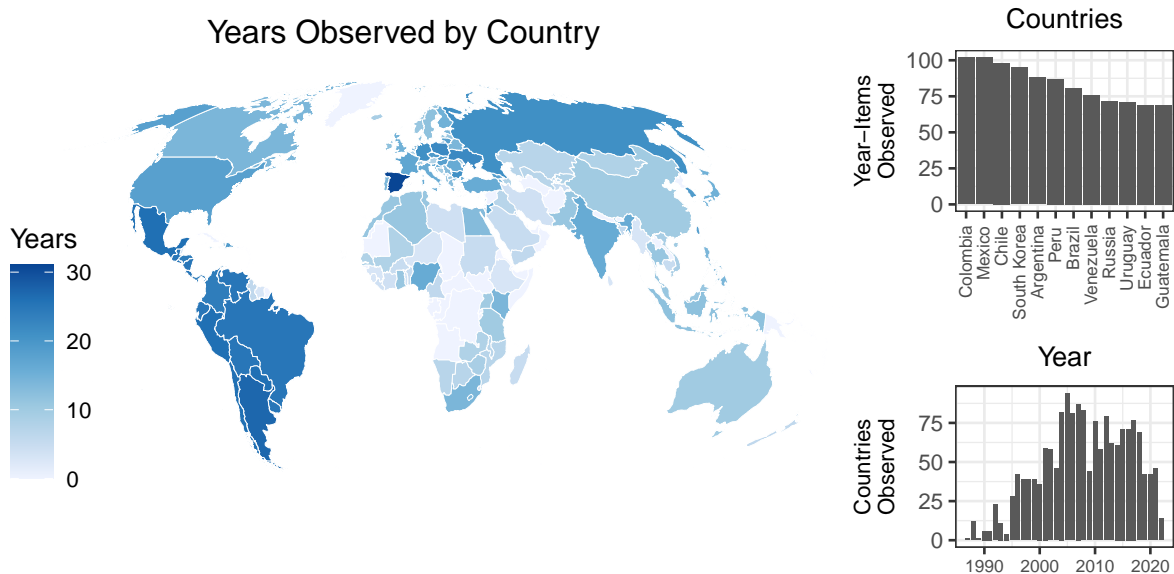 Years Observed by Country
Years
30
20
10
0
Countries
Year−Items
Observed
100
75
50
25
0
Colombia
Mexico
Chile
South Korea
Argentina
Peru
Brazil
Venezuela
Russia
Uruguay
Ecuador
Guatemala
Year
Countries
Observed
75
50
25
0
1990
2000
2010
2020